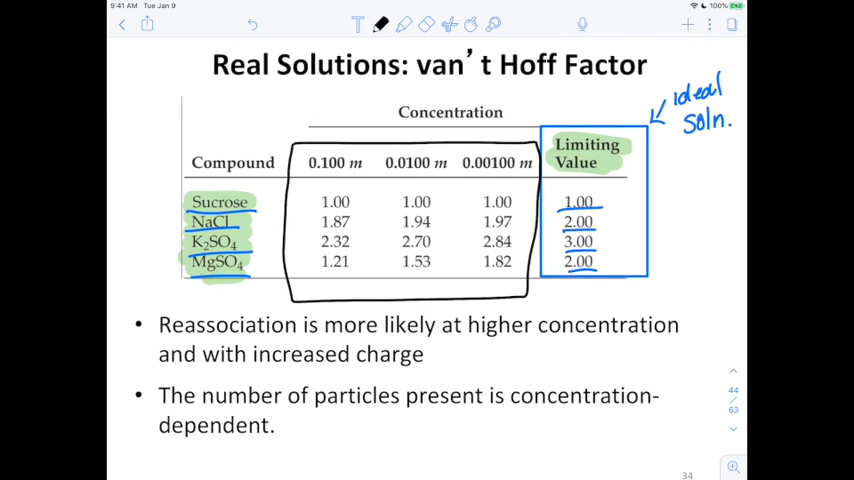 9:41 AM Tue Jan 9
100%
T
Real Solutions: van't Hoff Factor
ideal
soln.
Concentration
Compound 0.100 m 0.0100 m 0.00100 m Limiting Value
Sucrose 1.00 1.00 1.00 1.00
NaCl 1.87 1.94 1.97 2.00
K₂SO₄ 2.32 2.70 2.84 3.00
MgSO₄ 1.21 1.53 1.82 2.00
• Reassociation is more likely at higher concentration
and with increased charge
• The number of particles present is concentration-
dependent.
44
/
63
34